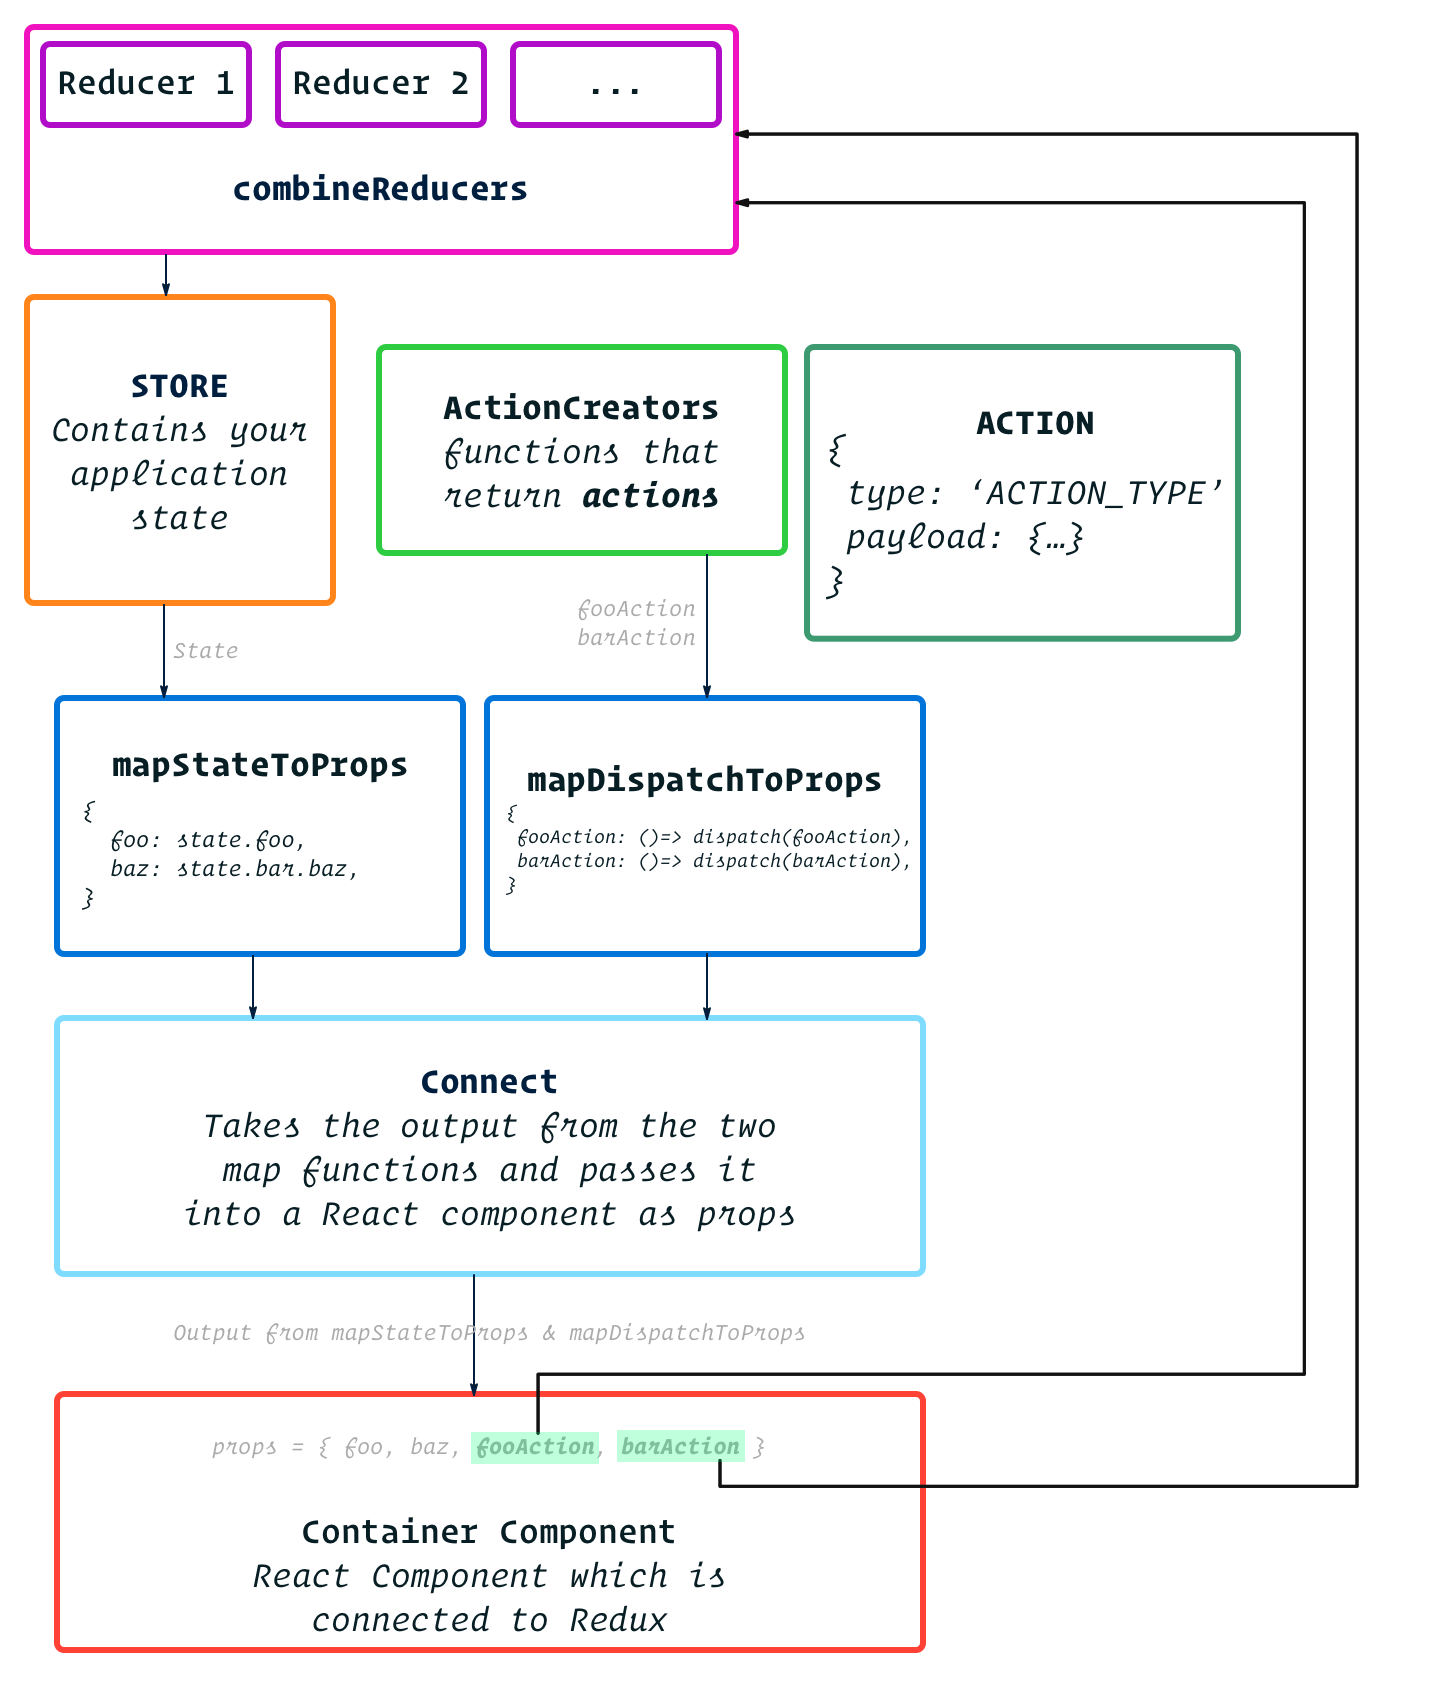 Reducer 1
Reducer 2
...
combineReducers
STORE
Contains your
application
state
ActionCreators
functions that
return actions
ACTION
{
type: ‘ACTION_TYPE’
payload: {…}
}
State
fooAction
barAction
mapStateToProps
{
foo: state.foo,
baz: state.bar.baz,
}
mapDispatchToProps
{
fooAction: ()=> dispatch(fooAction),
barAction: ()=> dispatch(barAction),
}
Connect
Takes the output from the two
map functions and passes it
into a React component as props
Output from mapStateToProps & mapDispatchToProps
props = { foo, baz, fooAction, barAction }
Container Component
React Component which is
connected to Redux